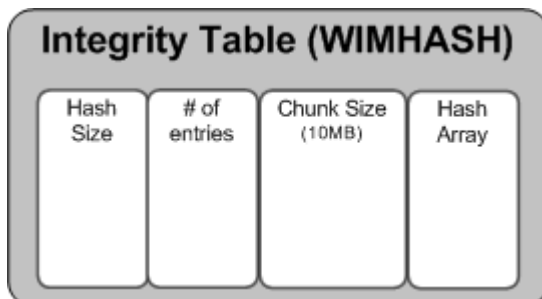 Integrity Table (WIMHASH)
Hash
Size
# of
entries
Chunk Size
(10MB)
Hash
Array